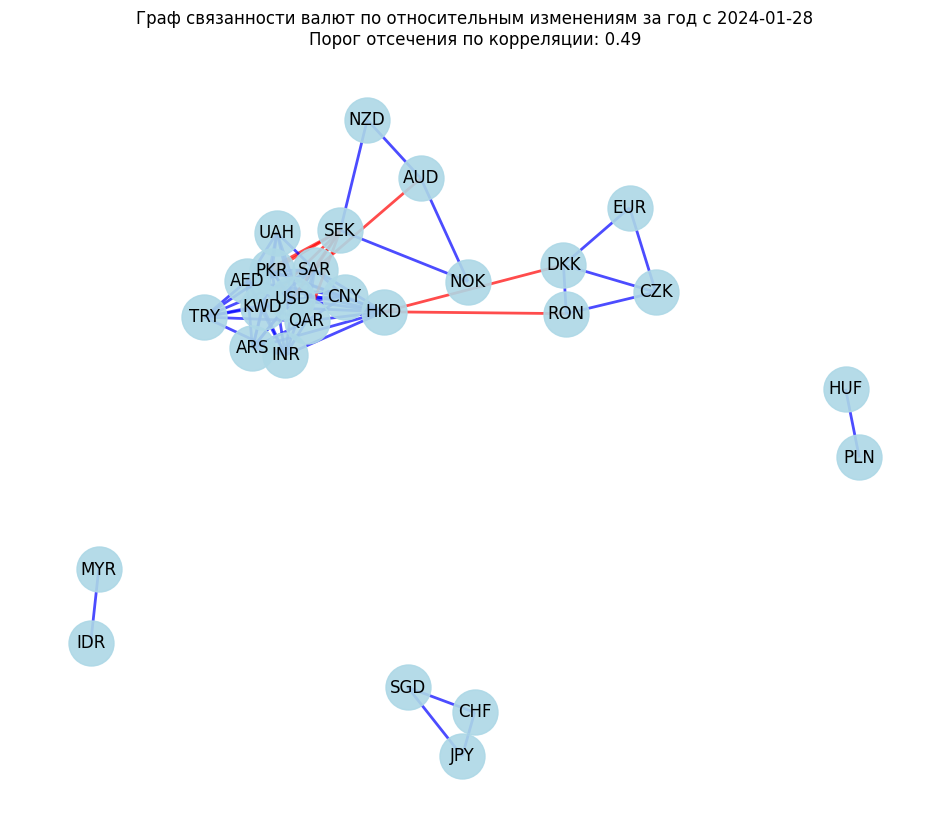 Граф связанности валют по относительным изменениям за год с 2024-01-28
Порог отсечения по корреляции: 0.49
NZD
AUD
EUR
SEK
UAH
DKK
PKR
SAR
AED
NOK
CZK
CNY
USD
KWD
HKD
RON
TRY
QAR
ARS
INR
HUF
PLN
MYR
IDR
SGD
CHF
JPY